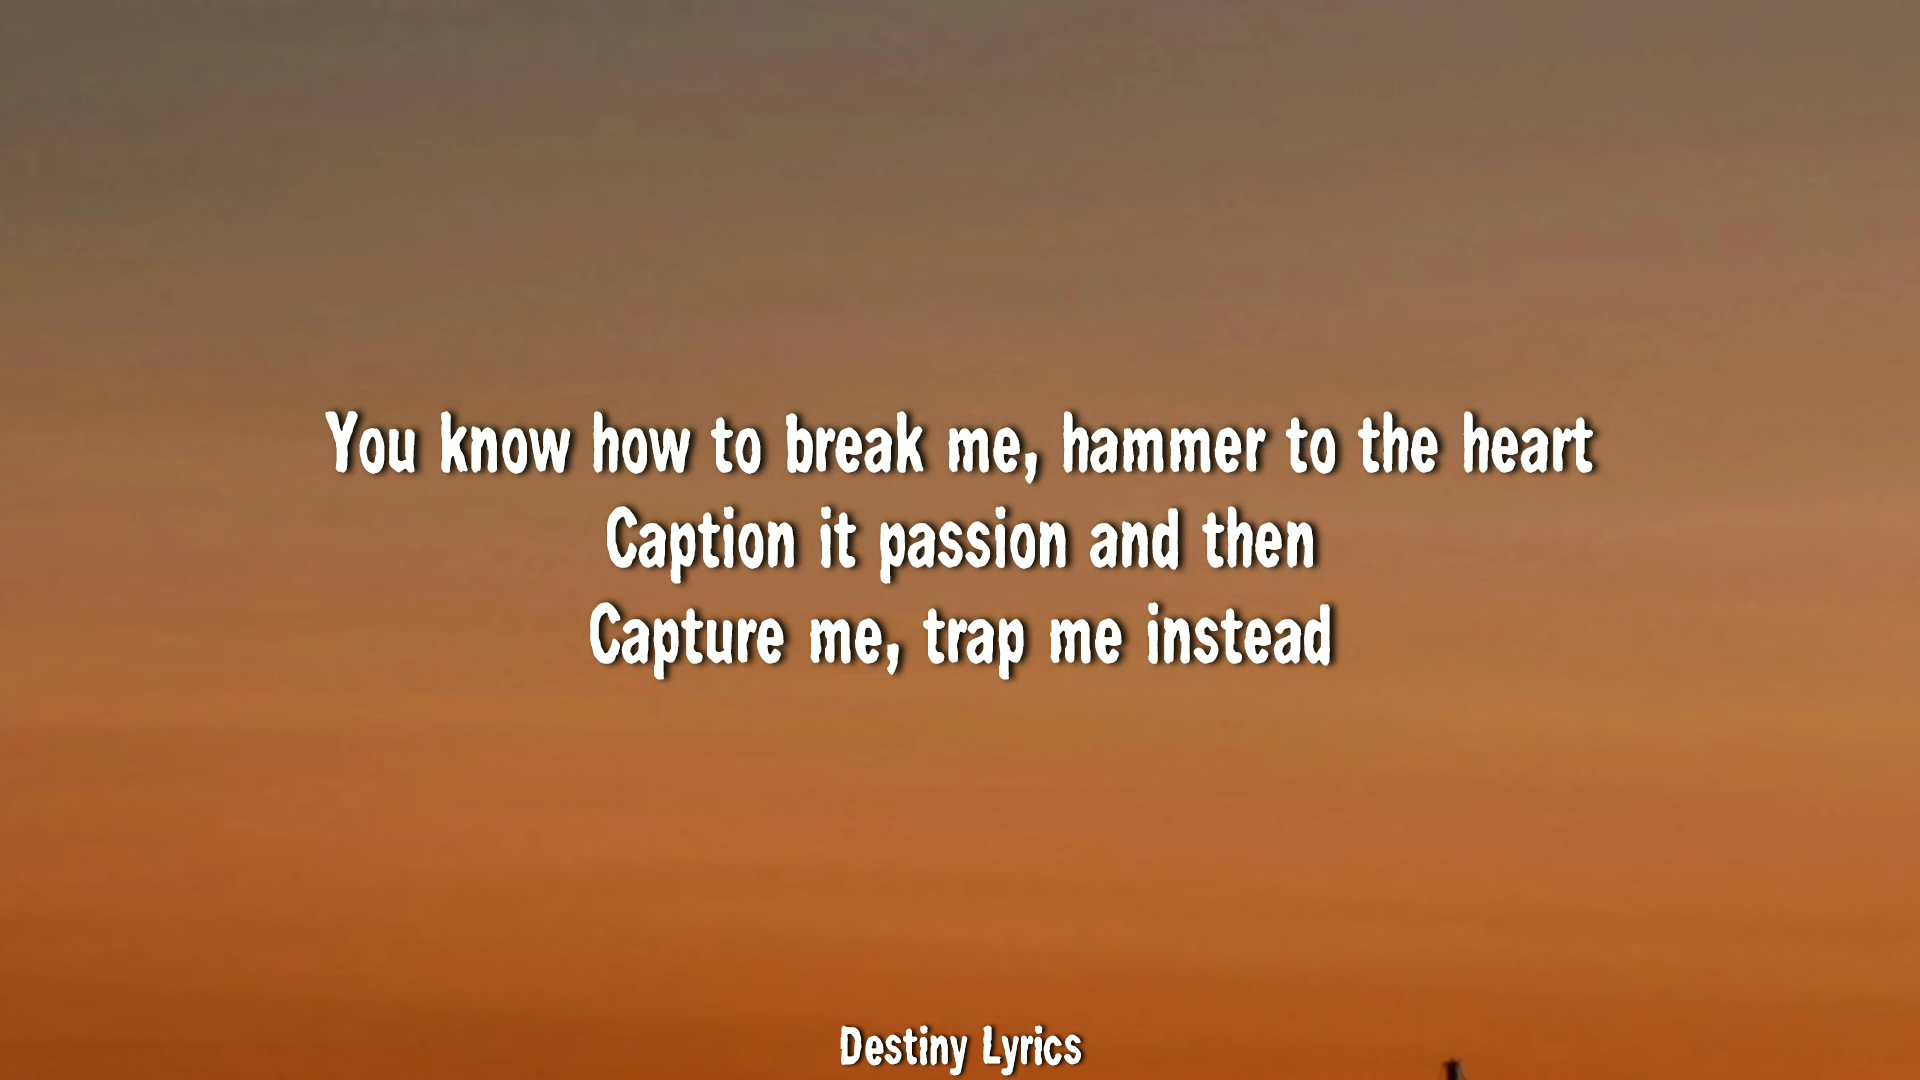 You know how to break me, hammer to the heart
Caption it passion and then
Capture me, trap me instead
Destiny Lyrics